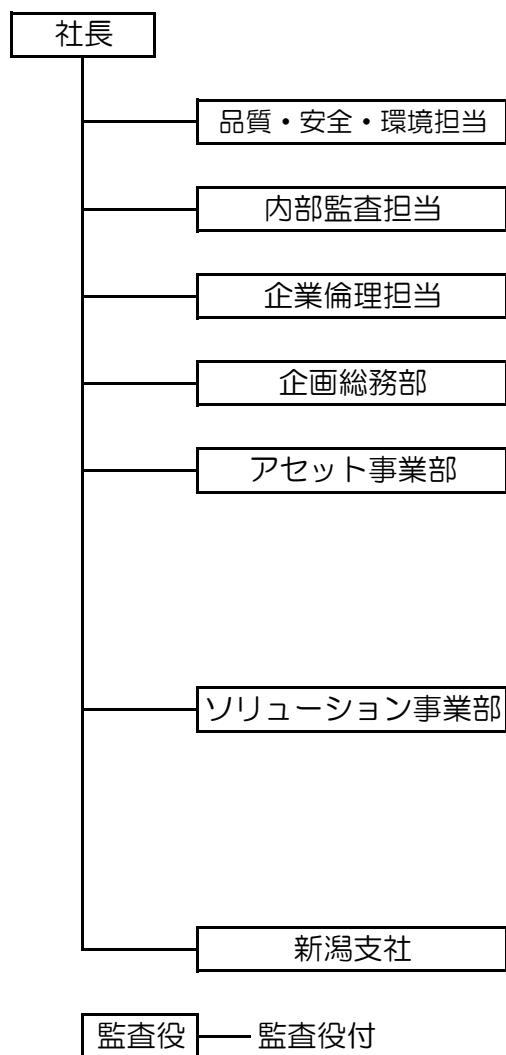 社長
品質・安全・環境担当
内部監査担当
企業倫理担当
企画総務部
アセット事業部
ソリューション事業部
新潟支社
監査役 監査役付